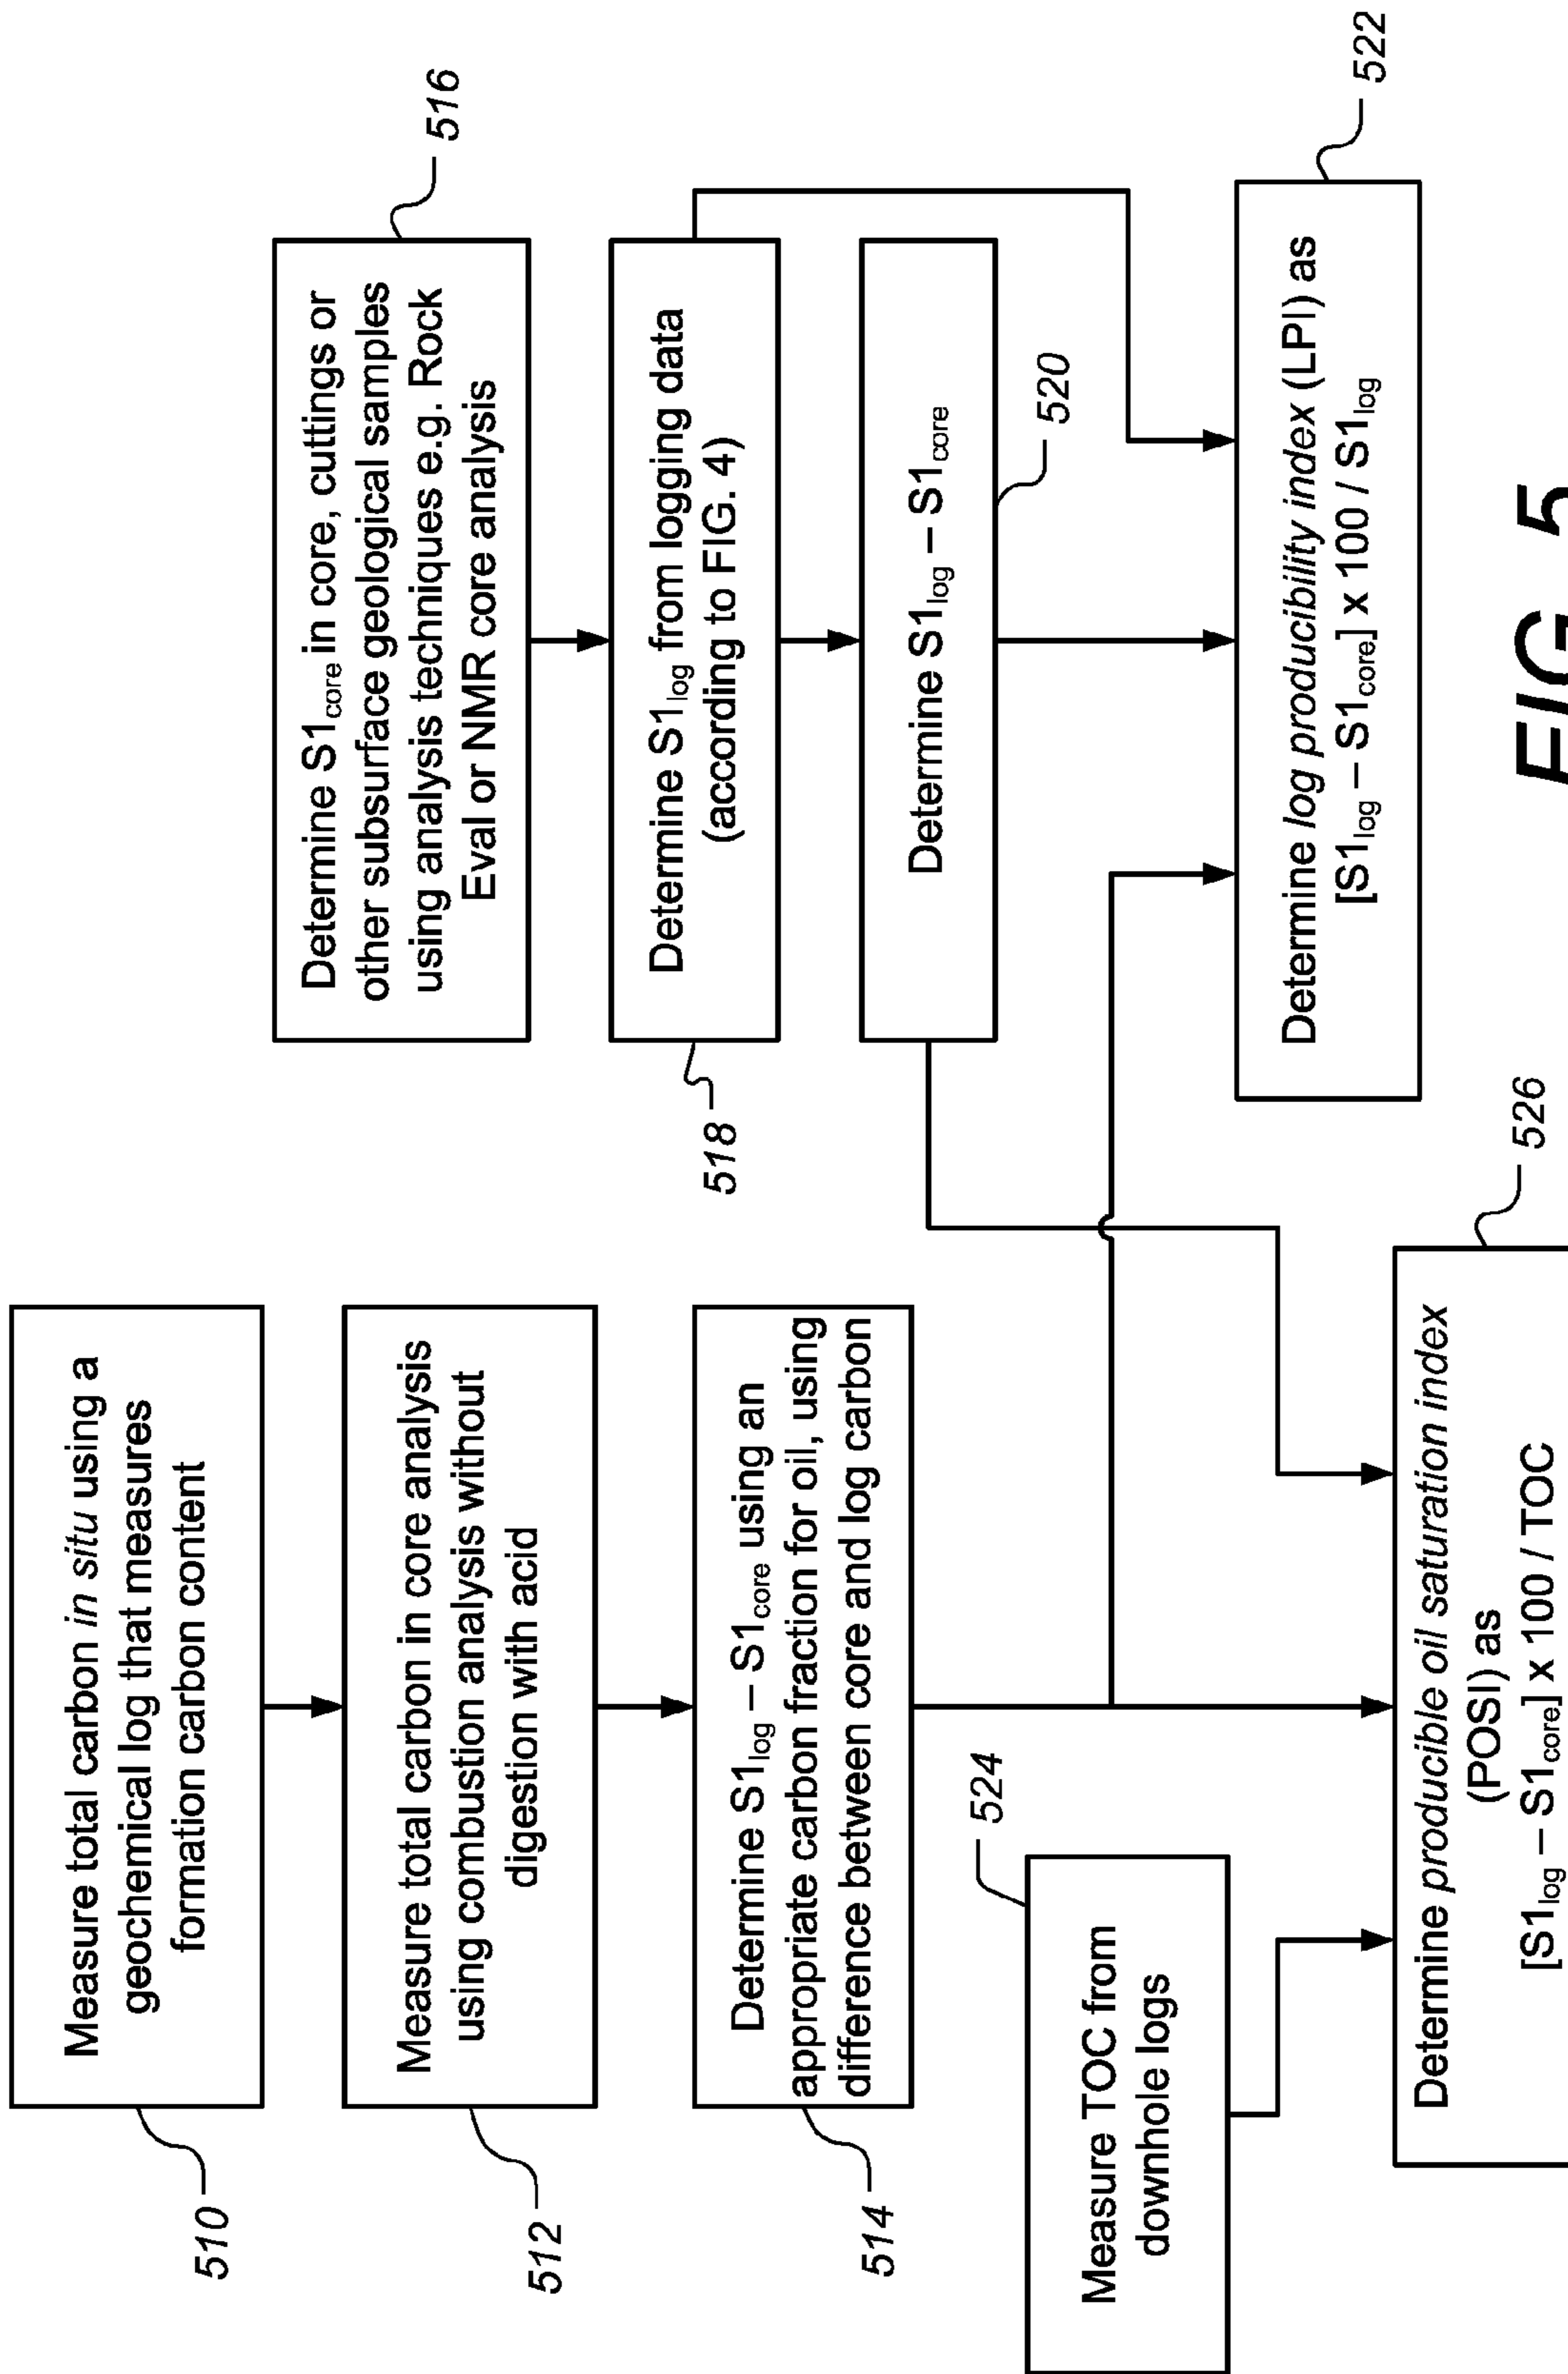 Measure total carbon in situ using a
geochemical log that measures
formation carbon content
510
Measure total carbon in core analysis
using combustion analysis without
digestion with acid
512
Determine S1log – S1core using an
appropriate carbon fraction for oil, using
difference between core and log carbon
514
Determine S1core in core, cuttings or
other subsurface geological samples
using analysis techniques e.g. Rock
Eval or NMR core analysis
516
Determine S1log from logging data
(according to FIG. 4)
518
Determine S1log – S1core
520
Determine log producibility index (LPI) as
[S1log – S1core] x 100 / S1log
522
Measure TOC from
downhole logs
524
Determine producible oil saturation index
(POSI) as
[S1log – S1core] x 100 / TOC
526
FIG. 5